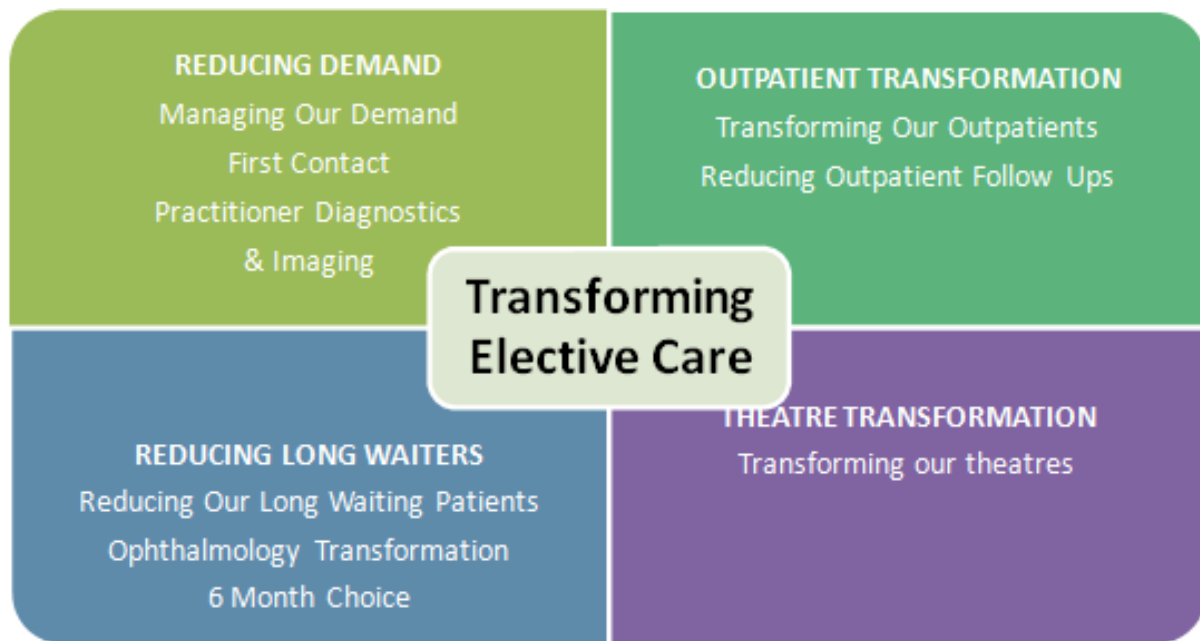 REDUCING DEMAND
Managing Our Demand
First Contact
Practitioner Diagnostics
& Imaging
OUTPATIENT TRANSFORMATION
Transforming Our Outpatients
Reducing Outpatient Follow Ups
Transforming
Elective Care
REDUCING LONG WAITERS
Reducing Our Long Waiting Patients
Ophthalmology Transformation
6 Month Choice
THEATRE TRANSFORMATION
Transforming our theatres